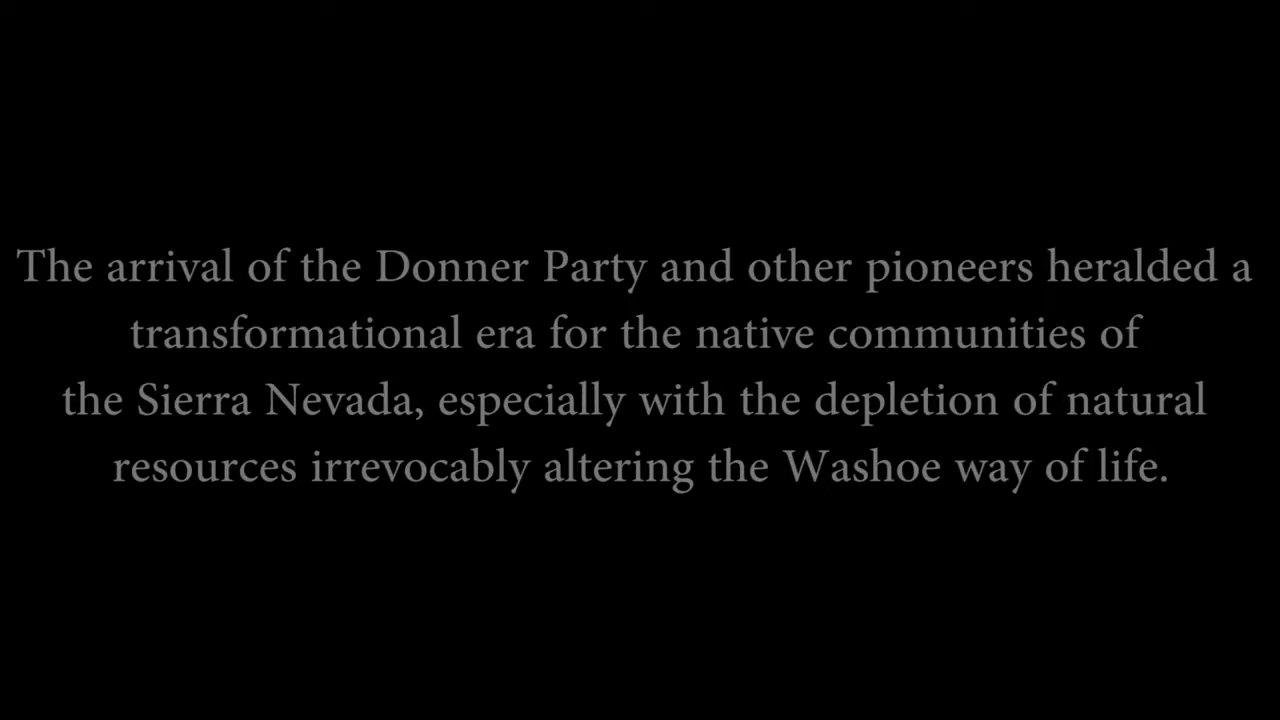 The arrival of the Donner Party and other pioneers heralded a
transformational era for the native communities of
the Sierra Nevada, especially with the depletion of natural
resources irrevocably altering the Washoe way of life.